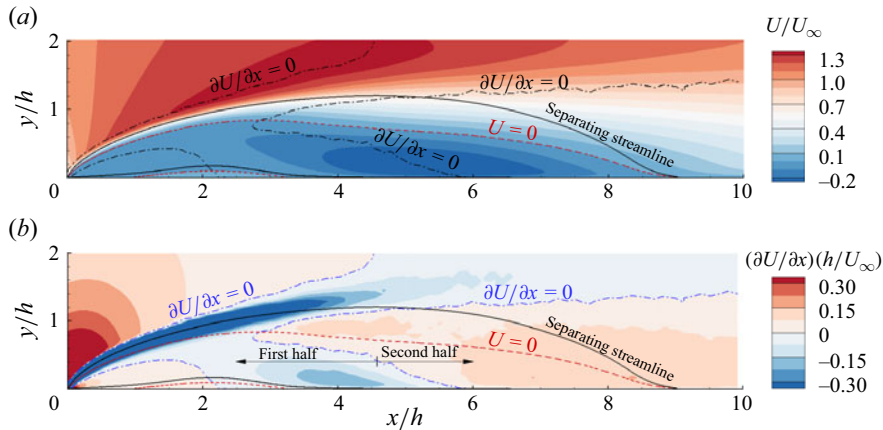 (a)
U/U∞
2
1
0
y/h
∂U/∂x = 0
∂U/∂x = 0
∂U/∂x = 0
U = 0
Separating streamline
0 2 4 6 8 10
1.3
1.0
0.7
0.4
0.1
–0.2
(b)
(∂U/∂x)(h/U∞)
2
1
0
y/h
∂U/∂x = 0
∂U/∂x = 0
U = 0
Separating streamline
First half Second half
0 2 4 6 8 10
x/h
0.30
0.15
0
–0.15
–0.30